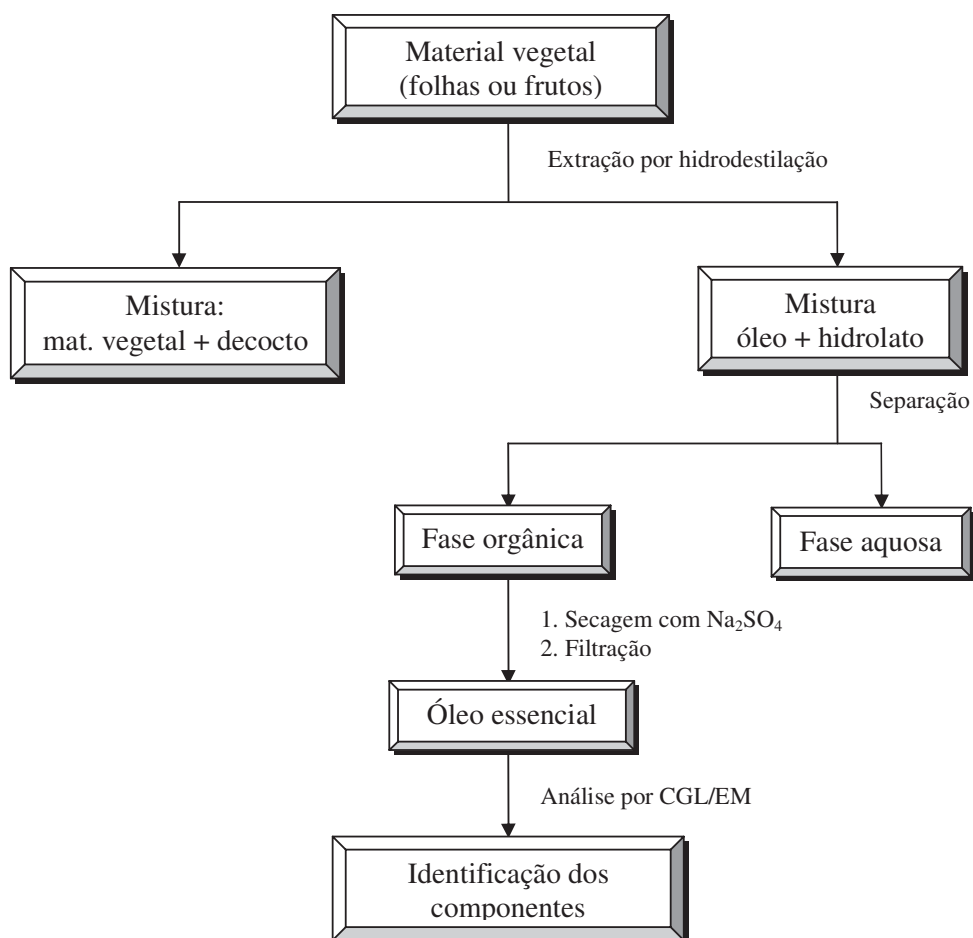 Material vegetal
(folhas ou frutos)
Extração por hidrodestilação
Mistura:
mat. vegetal + decocto
Mistura
óleo + hidrolato
Separação
Fase orgânica
Fase aquosa
1. Secagem com Na₂SO₄
2. Filtração
Óleo essencial
Análise por CGL/EM
Identificação dos
componentes